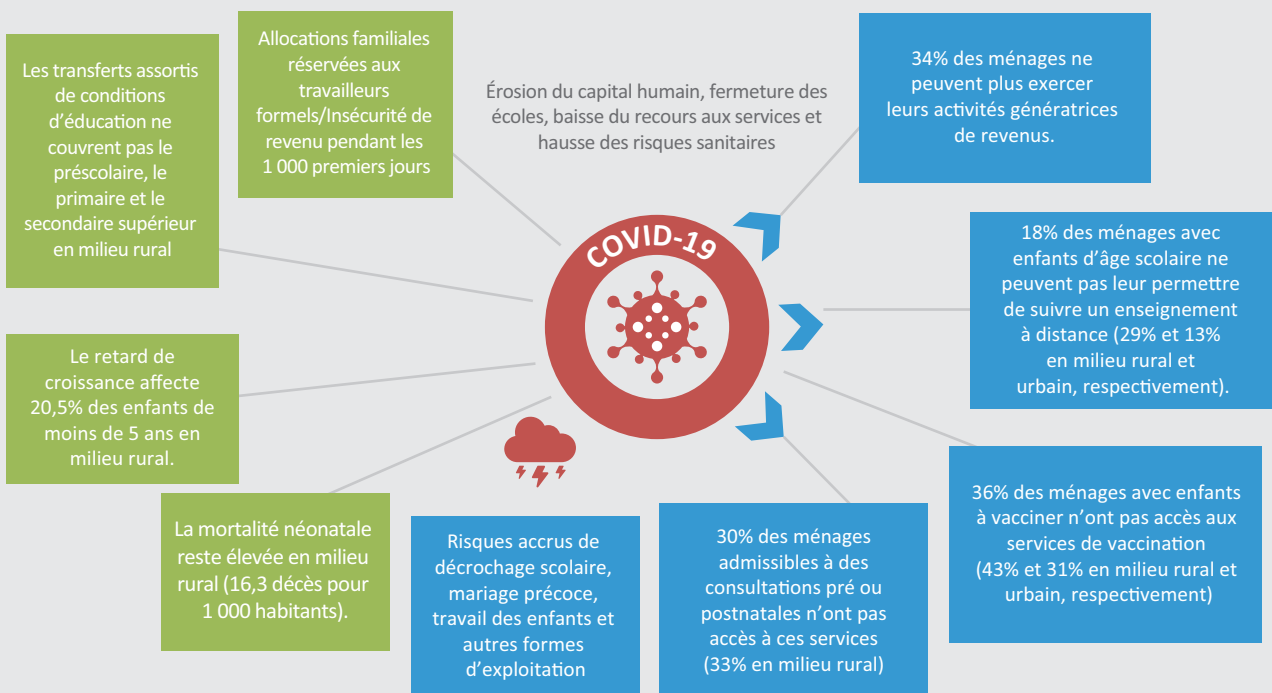 Les transferts assortis
de conditions
d’éducation ne
couvrent pas le
préscolaire, le
primaire et le
secondaire supérieur
en milieu rural
Allocations familiales
réservées aux
travailleurs
formels/Insécurité de
revenu pendant les
1 000 premiers jours
Érosion du capital humain, fermeture des
écoles, baisse du recours aux services et
hausse des risques sanitaires
34% des ménages ne
peuvent plus exercer
leurs activités génératrices
de revenus.
COVID-19
18% des ménages avec
enfants d’âge scolaire ne
peuvent pas leur permettre
de suivre un enseignement
à distance (29% et 13%
en milieu rural et
urbain, respectivement).
Le retard de
croissance affecte
20,5% des enfants de
moins de 5 ans en
milieu rural.
La mortalité néonatale
reste élevée en milieu
rural (16,3 décès pour
1 000 habitants).
Risques accrus de
décrochage scolaire,
mariage précoce,
travail des enfants et
autres formes
d’exploitation
30% des ménages
admissibles à des
consultations pré ou
postnatales n’ont pas
accès à ces services
(33% en milieu rural)
36% des ménages avec enfants
à vacciner n’ont pas accès aux
services de vaccination
(43% et 31% en milieu rural et
urbain, respectivement)